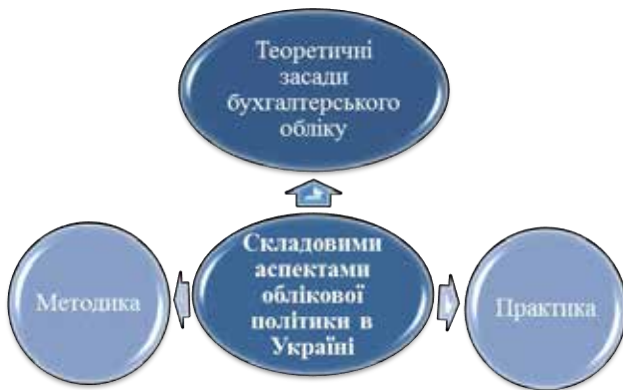 Теоретичні
засади
бухгалтерського
обліку
Складовими
аспектами
облікової
політики в
Україні
Методика
Практика